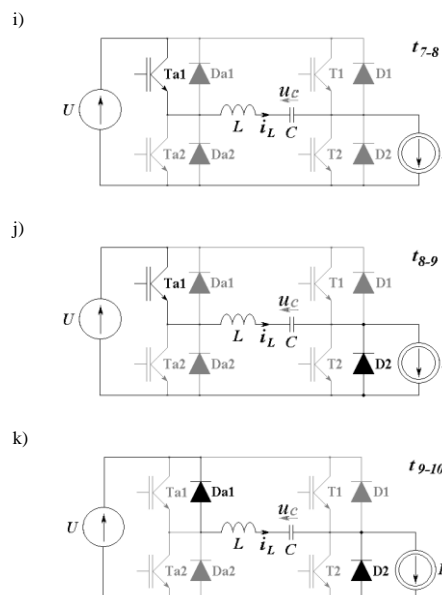 i)
t7-8
Ta1 Da1 T1 D1
U
uC
L iL C
Ta2 Da2 T2 D2
j)
t8-9
Ta1 Da1 T1 D1
U
uC
L iL C
Ta2 Da2 T2 D2
k)
t9-10
Ta1 Da1 T1 D1
U
uC
L iL C
Ta2 Da2 T2 D2